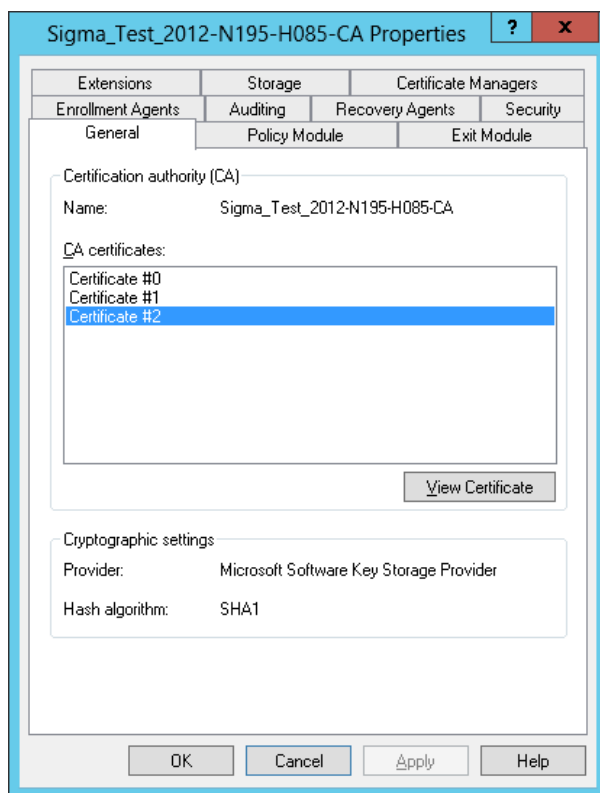 Sigma_Test_2012-N195-H085-CA Properties ? x
Extensions Storage Certificate Managers
Enrollment Agents Auditing Recovery Agents Security
General Policy Module Exit Module
Certification authority (CA)
Name: Sigma_Test_2012-N195-H085-CA
CA certificates:
Certificate #0
Certificate #1
Certificate #2
View Certificate
Cryptographic settings
Provider: Microsoft Software Key Storage Provider
Hash algorithm: SHA1
OK Cancel Apply Help